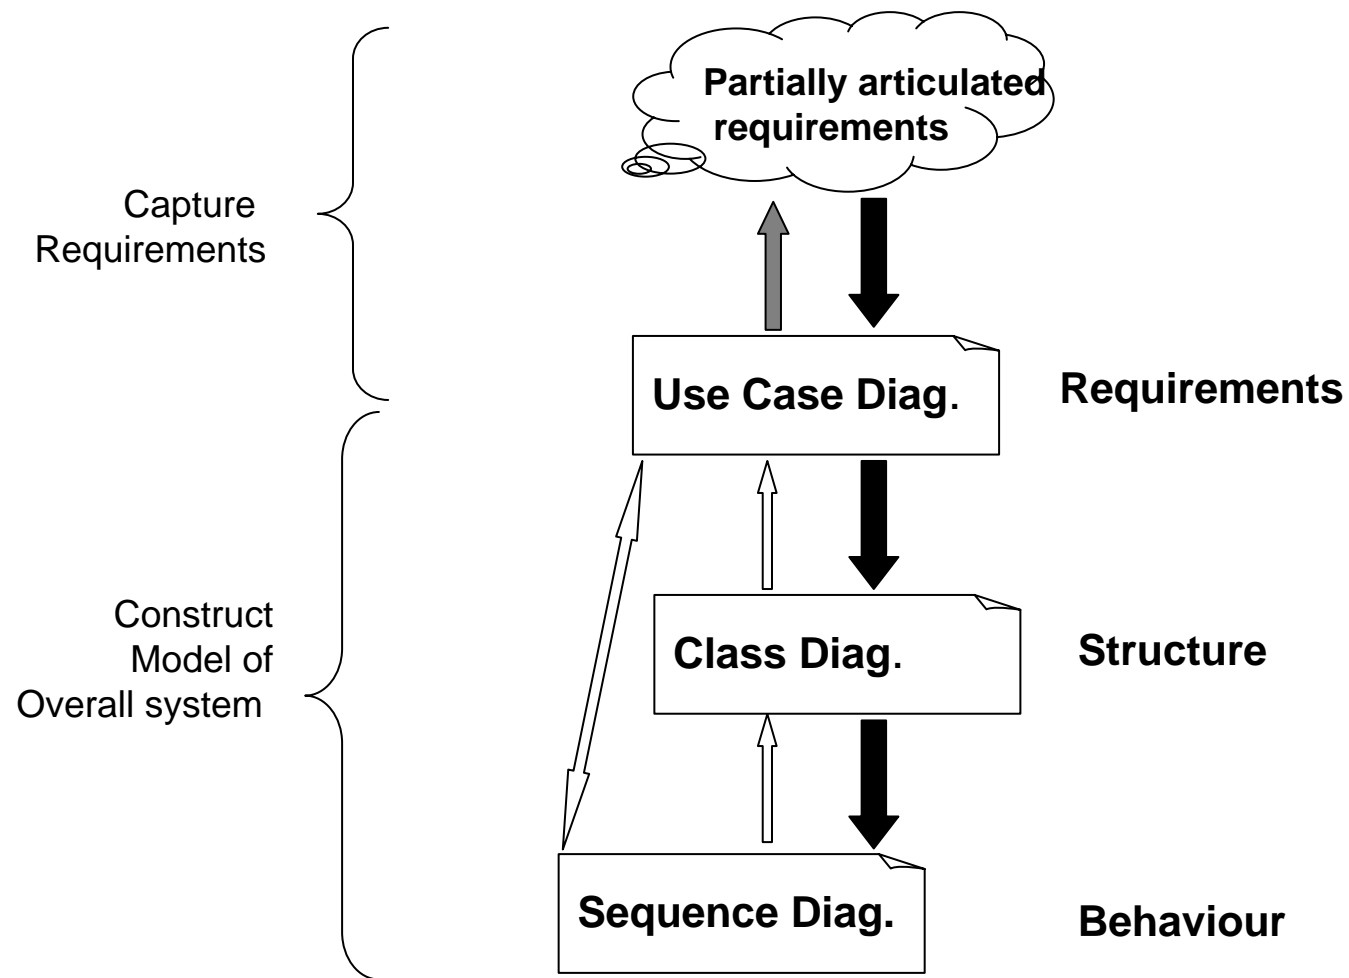 Partially articulated
requirements
Capture
Requirements
Use Case Diag.
Requirements
Construct
Model of
Overall system
Class Diag.
Structure
Sequence Diag.
Behaviour